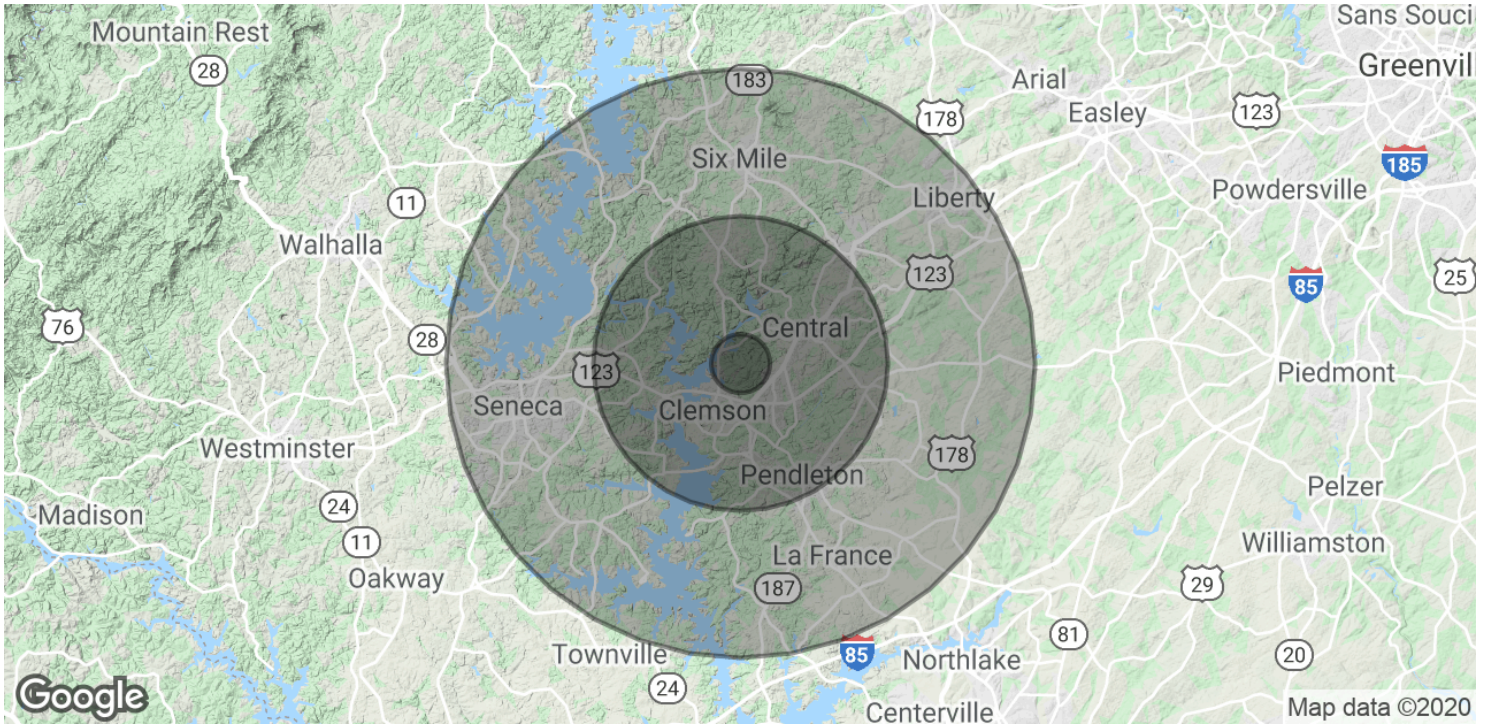 Sans Souci
Mountain Rest
28
Greenvill
183
Arial
178
Easley
123
Six Mile
185
Liberty
Powdersville
11
Walhalla
123
85
25
76
28
Central
123
Piedmont
Seneca
Clemson
Westminster
178
Pendleton
Pelzer
24
Madison
11
Williamston
La France
Oakway
187
29
81
Townville
85
Northlake
20
24
Google
Centerville
Map data ©2020